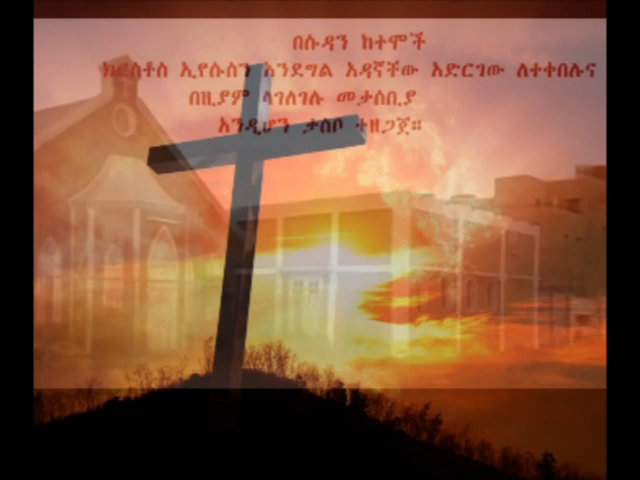 በሱዳን ከተሞች
ክርስቶስ ኢየሱስን እንደግል አዳኛቸው አድርገው ለተቀበሉና
በዚያም ላገለገሉ መታሰቢያ
እንዲሆን ታስቦ ተዘጋጀ።